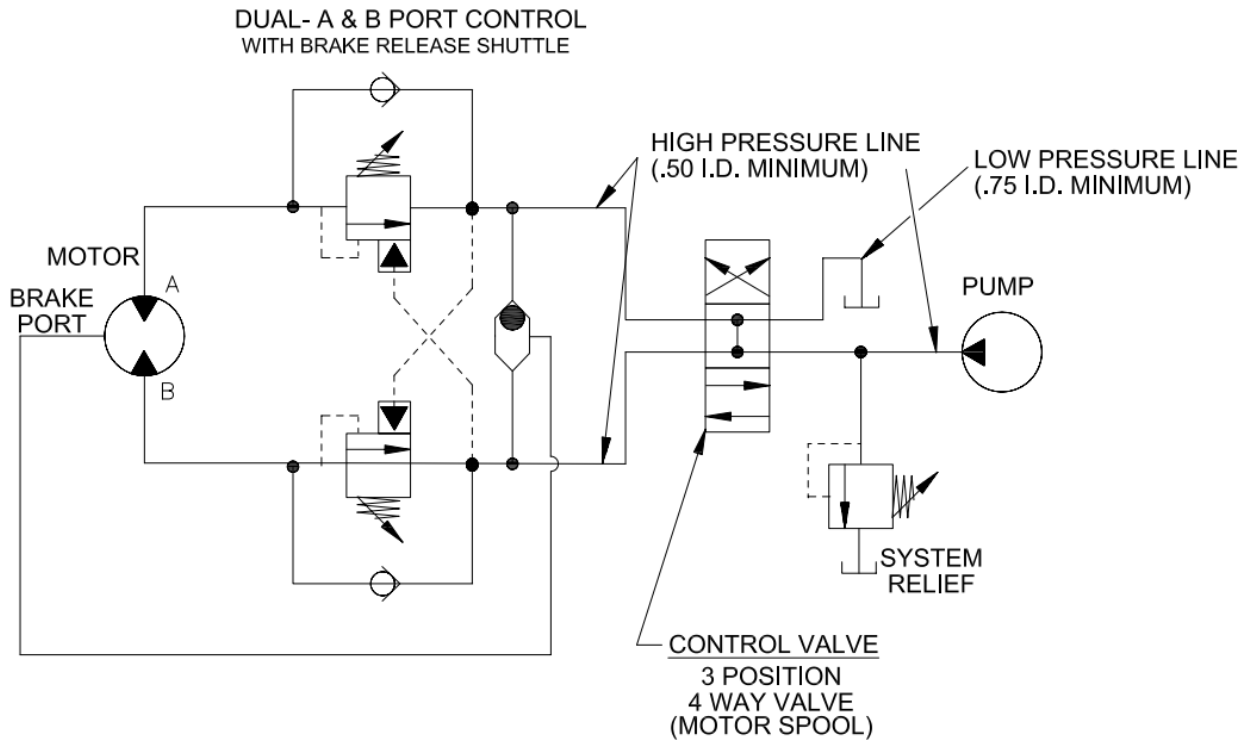 DUAL- A & B PORT CONTROL
WITH BRAKE RELEASE SHUTTLE
HIGH PRESSURE LINE
(.50 I.D. MINIMUM)
LOW PRESSURE LINE
(.75 I.D. MINIMUM)
MOTOR
A
BRAKE
PORT
B
PUMP
SYSTEM
RELIEF
CONTROL VALVE
3 POSITION
4 WAY VALVE
(MOTOR SPOOL)